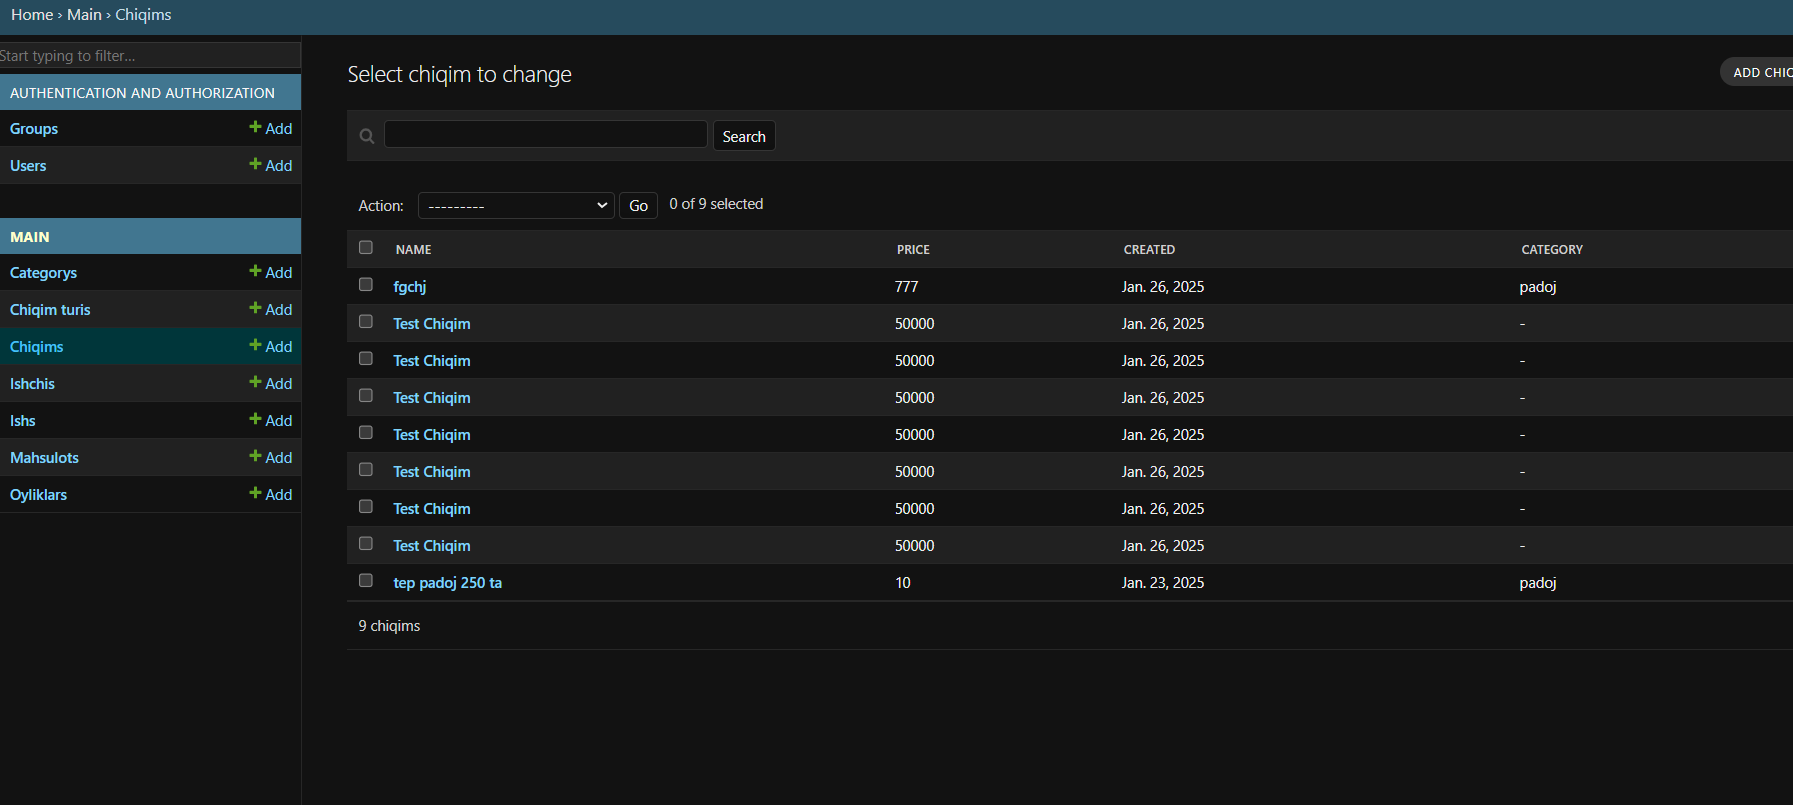 Home › Main › Chiqims
Start typing to filter...
AUTHENTICATION AND AUTHORIZATION
Groups + Add
Users + Add
MAIN
Categorys + Add
Chiqim turis + Add
Chiqims + Add
Ishchis + Add
Ishs + Add
Mahsulots + Add
Oyliklars + Add
Select chiqim to change
ADD CHIQ
Search
Action: --------- Go 0 of 9 selected
NAME PRICE CREATED CATEGORY
fgchj 777 Jan. 26, 2025 padoj
Test Chiqim 50000 Jan. 26, 2025 -
Test Chiqim 50000 Jan. 26, 2025 -
Test Chiqim 50000 Jan. 26, 2025 -
Test Chiqim 50000 Jan. 26, 2025 -
Test Chiqim 50000 Jan. 26, 2025 -
Test Chiqim 50000 Jan. 26, 2025 -
Test Chiqim 50000 Jan. 26, 2025 -
tep padoj 250 ta 10 Jan. 23, 2025 padoj
9 chiqims